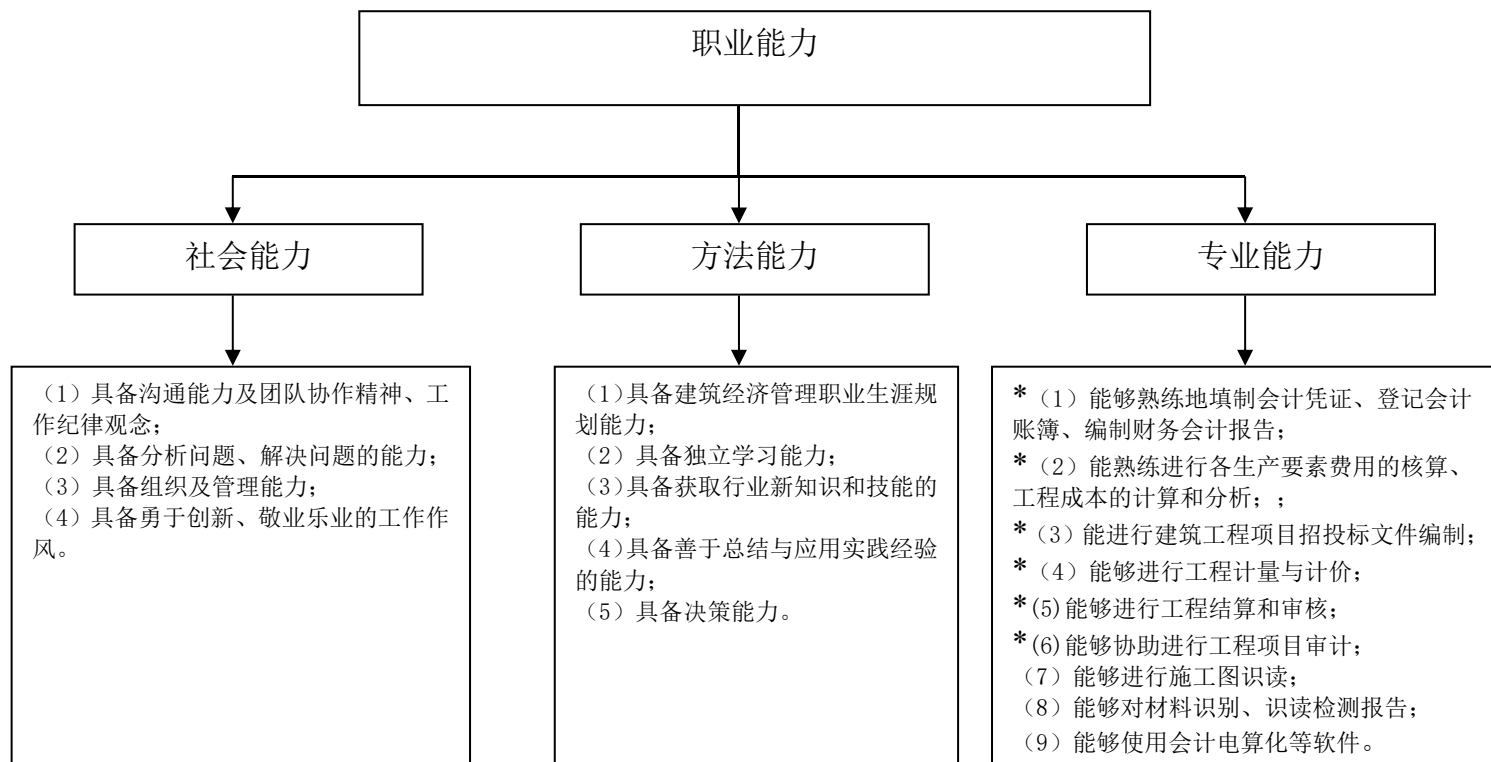 职业能力
社会能力
方法能力
专业能力
（1）具备沟通能力及团队协作精神、工
作纪律观念；
（2）具备分析问题、解决问题的能力；
（3）具备组织及管理能力；
（4）具备勇于创新、敬业乐业的工作作
风。
（1）具备建筑经济管理职业生涯规
划能力；
（2）具备独立学习能力；
（3）具备获取行业新知识和技能的
能力；
（4）具备善于总结与应用实践经验
的能力；
（5）具备决策能力。
*（1）能够熟练地填制会计凭证、登记会计
账簿、编制财务会计报告；
*（2）能熟练进行各生产要素费用的核算、
工程成本的计算和分析；；
*（3）能进行建筑工程项目招投标文件编制；
*（4）能够进行工程计量与计价；
*(5)能够进行工程结算和审核；
*(6)能够协助进行工程项目审计；
（7）能够进行施工图识读；
（8）能够对材料识别、识读检测报告；
（9）能够使用会计电算化等软件。